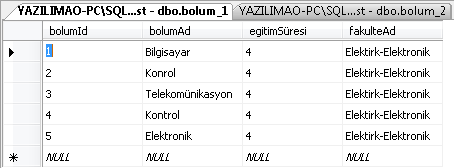 YAZILIMAO-PC\SQL...st - dbo.bolum_1 YAZILIMAO-PC\SQL...st - dbo.bolum_2
bolumId bolumAd egitimSüresi fakulteAd
1 Bilgisayar 4 Elektirk-Elektronik
2 Konrol 4 Elektirk-Elektronik
3 Telekomünikasyon 4 Elektirk-Elektronik
4 Kontrol 4 Elektirk-Elektronik
5 Elektronik 4 Elektirk-Elektronik
NULL NULL NULL NULL